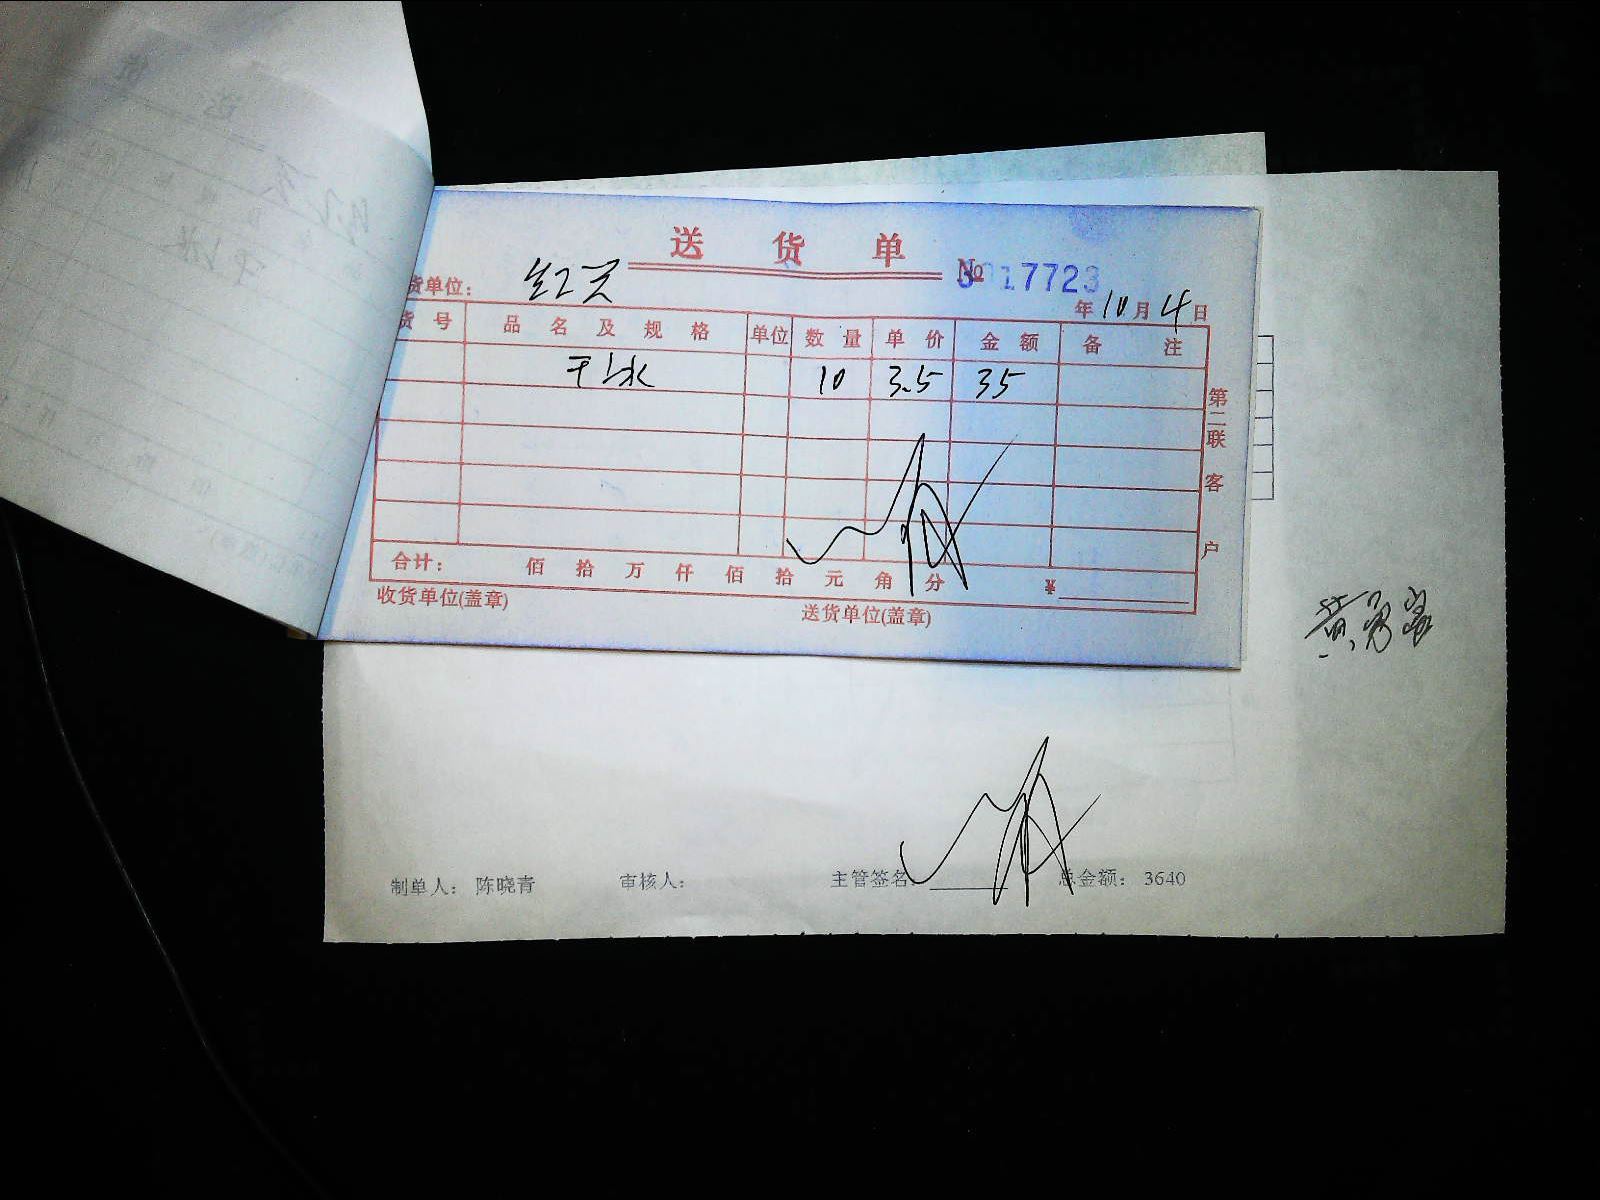 送 货 单
№ 17723
货单位： 红灵
年 10 月 4 日
货 号 品 名 及 规 格 单位 数 量 单 价 金 额 备 注
干冰 10 3.5 35
第二联 客户
合计： 佰 拾 万 仟 佰 拾 元 角 分 ¥
收货单位(盖章) 送货单位(盖章)
制单人： 陈晓青 审核人： 主管签名： 总金额： 3640